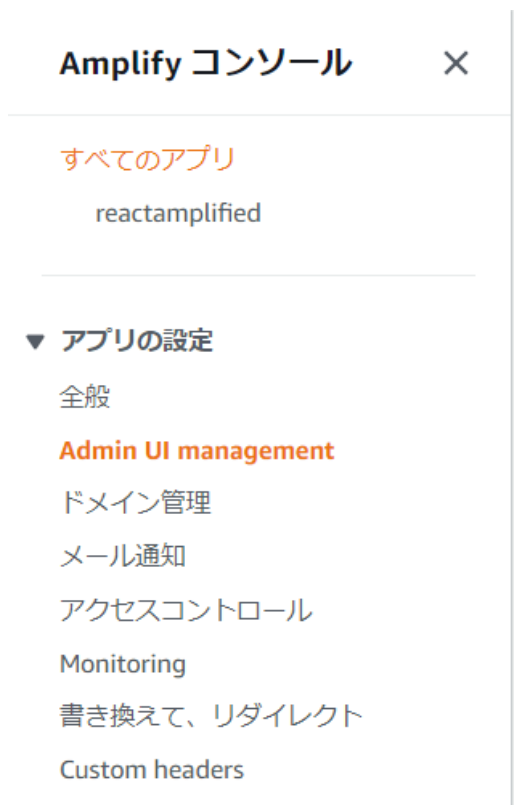 Amplify コンソール
すべてのアプリ
reactamplified
アプリの設定
全般
Admin UI management
ドメイン管理
メール通知
アクセスコントロール
Monitoring
書き換えて、リダイレクト
Custom headers